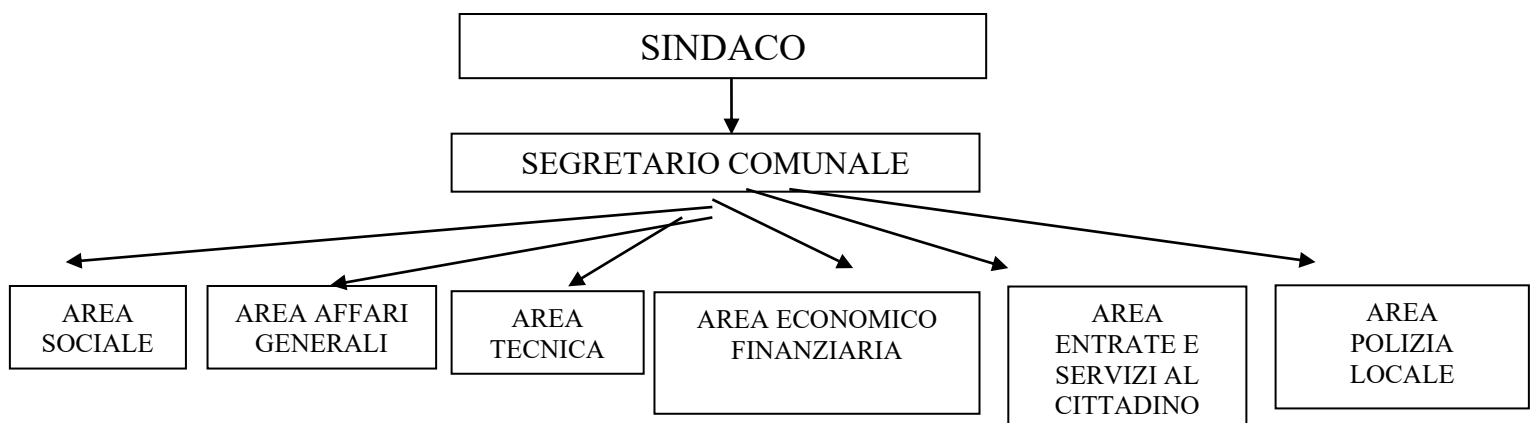 SINDACO
SEGRETARIO COMUNALE
AREA
SOCIALE
AREA AFFARI
GENERALI
AREA
TECNICA
AREA ECONOMICO
FINANZIARIA
AREA
ENTRATE E
SERVIZI AL
CITTADINO
AREA
POLIZIA
LOCALE